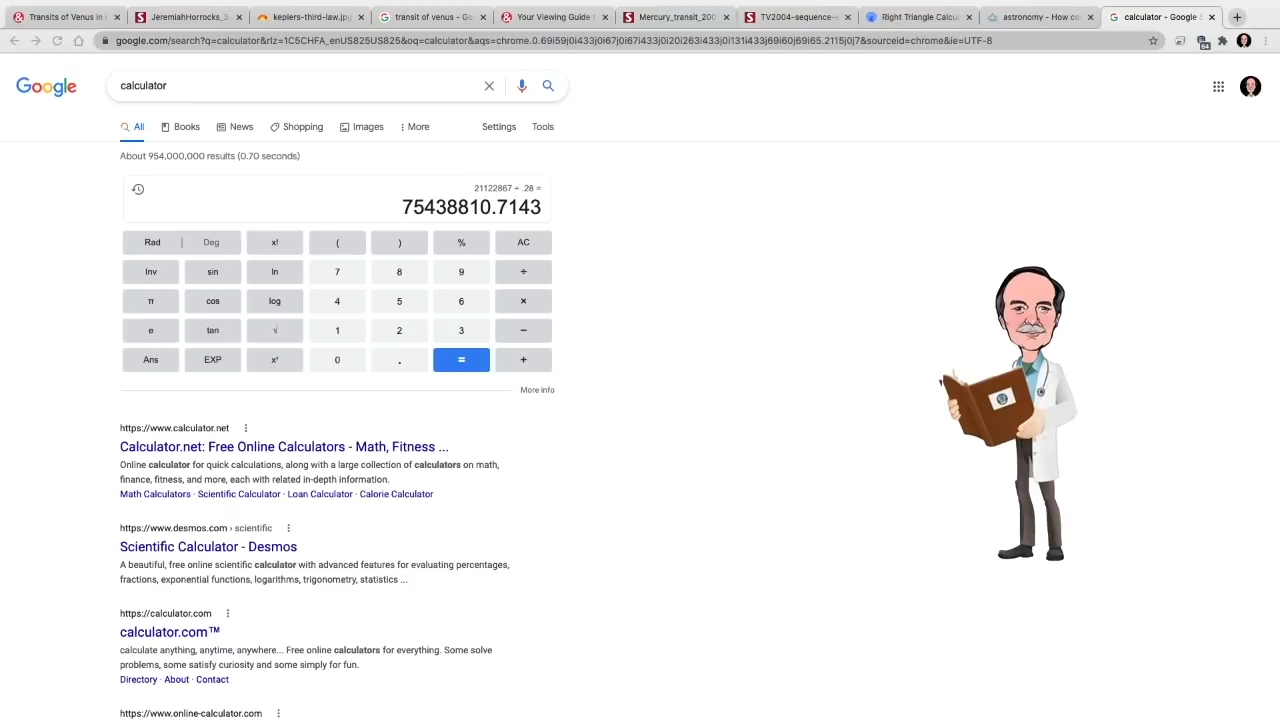 Transits of Venus in H
JeremiahHorrocks_
keplers-third-law.jpg
transit of venus - Go
Your Viewing Guide t
Mercury_transit_200
TV2004-sequence-
Right Triangle Calcul
astronomy - How co
calculator - Google S
google.com/search?q=calculator&rlz=1C5CHFA_enUS825US825&oq=calculator&aqs=chrome.0.69i59j0i433j0i67j0i67i433j0i20i263i433j0i131i433j69i60j69i65.2115j0j7&sourceid=chrome&ie=UTF-8
64
Google
calculator
All Books News Shopping Images More Settings Tools
About 954,000,000 results (0.70 seconds)
21122867 ÷ .28 =
75438810.7143
Rad | Deg x! ( ) % AC
Inv sin ln 7 8 9 ÷
π cos log 4 5 6 ×
e tan √ 1 2 3 −
Ans EXP xʸ 0 . = +
More info
https://www.calculator.net
Calculator.net: Free Online Calculators - Math, Fitness ...
Online calculator for quick calculations, along with a large collection of calculators on math,
finance, fitness, and more, each with related in-depth information.
Math Calculators · Scientific Calculator · Loan Calculator · Calorie Calculator
https://www.desmos.com › scientific
Scientific Calculator - Desmos
A beautiful, free online scientific calculator with advanced features for evaluating percentages,
fractions, exponential functions, logarithms, trigonometry, statistics ...
https://calculator.com
calculator.com™
calculate anything, anytime, anywhere... Free online calculators for everything. Some solve
problems, some satisfy curiosity and some simply for fun.
Directory · About · Contact
https://www.online-calculator.com